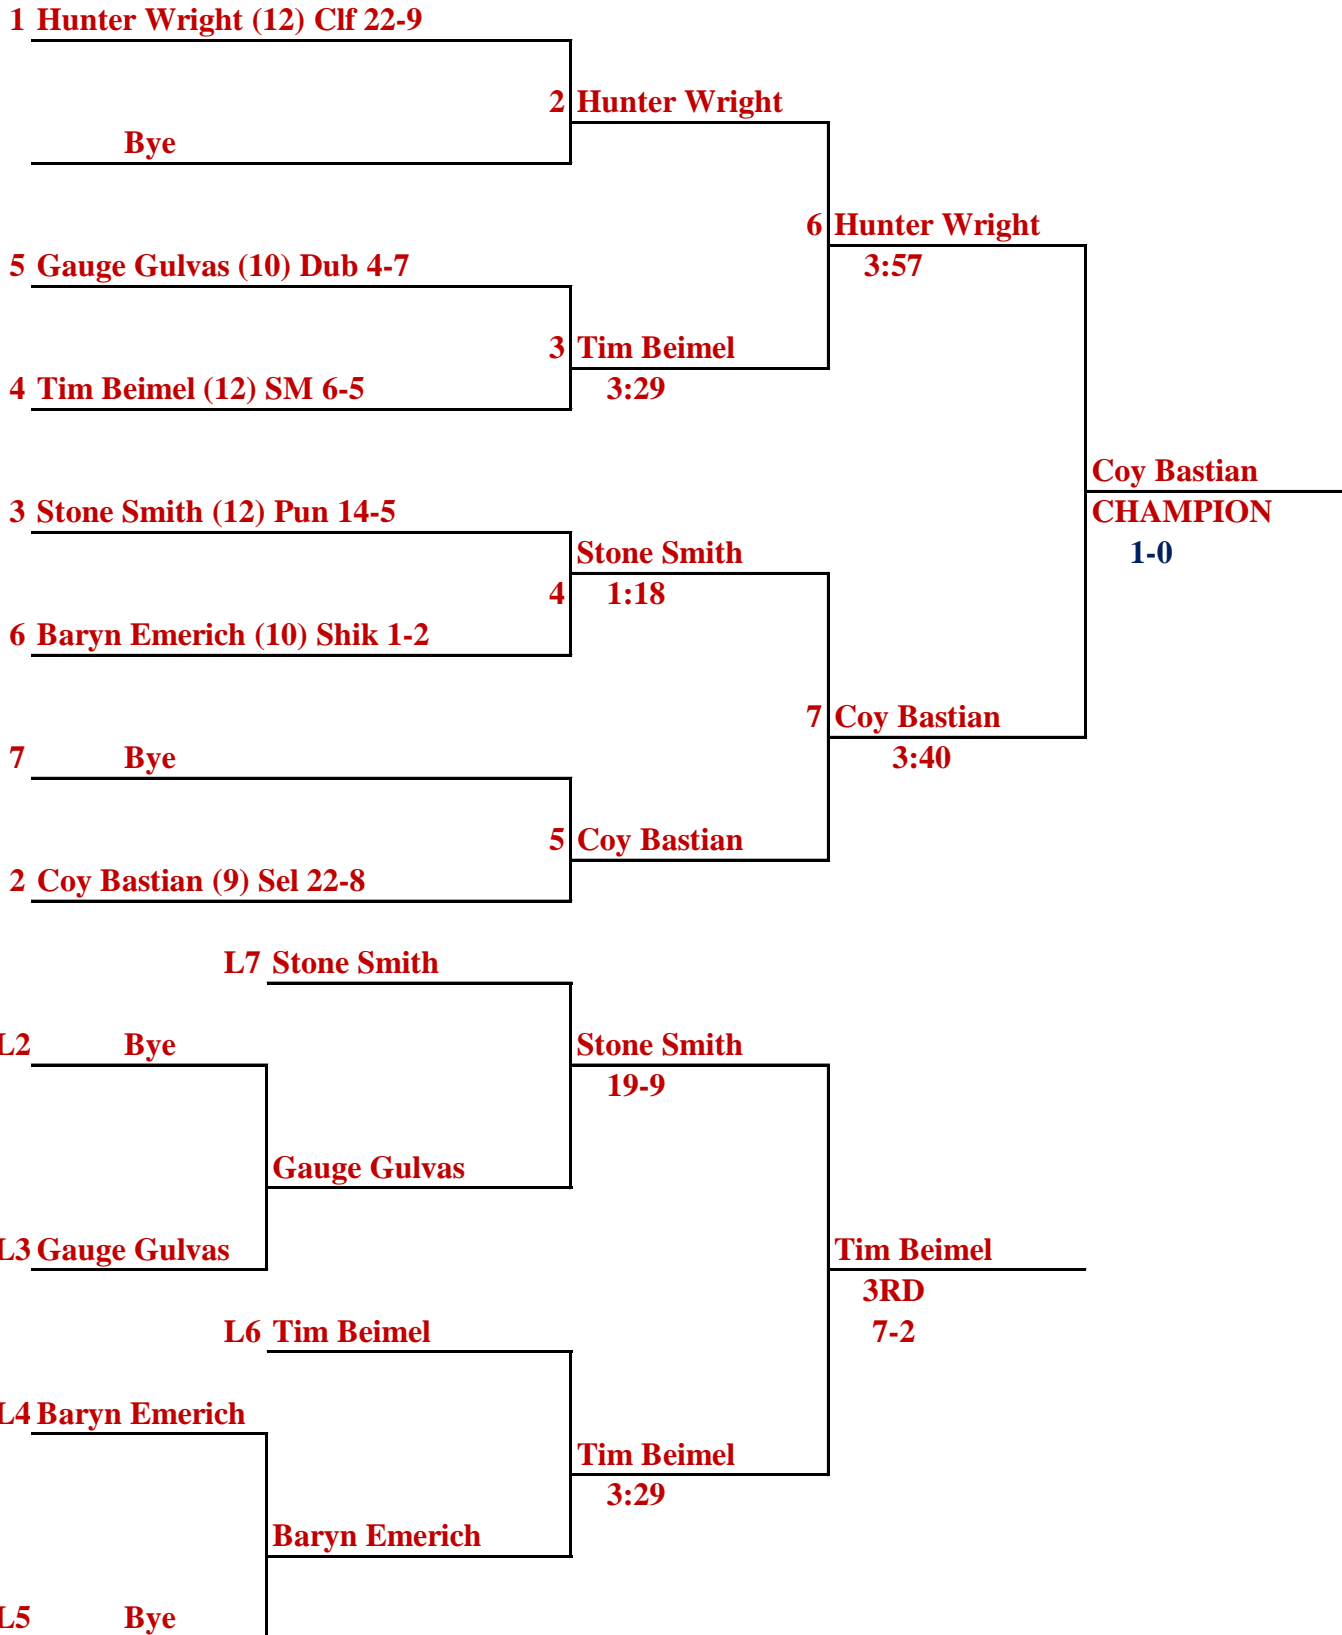 1 Hunter Wright (12) Clf 22-9
2 Hunter Wright
Bye
6 Hunter Wright
5 Gauge Gulvas (10) Dub 4-7
3:57
3 Tim Beimel
4 Tim Beimel (12) SM 6-5
3:29
Coy Bastian
3 Stone Smith (12) Pun 14-5
CHAMPION
Stone Smith
1-0
4 1:18
6 Baryn Emerich (10) Shik 1-2
7 Coy Bastian
7 Bye
3:40
5 Coy Bastian
2 Coy Bastian (9) Sel 22-8
L7 Stone Smith
L2 Bye
Stone Smith
19-9
Gauge Gulvas
L3 Gauge Gulvas
Tim Beimel
3RD
L6 Tim Beimel
7-2
L4 Baryn Emerich
Tim Beimel
3:29
Baryn Emerich
L5 Bye